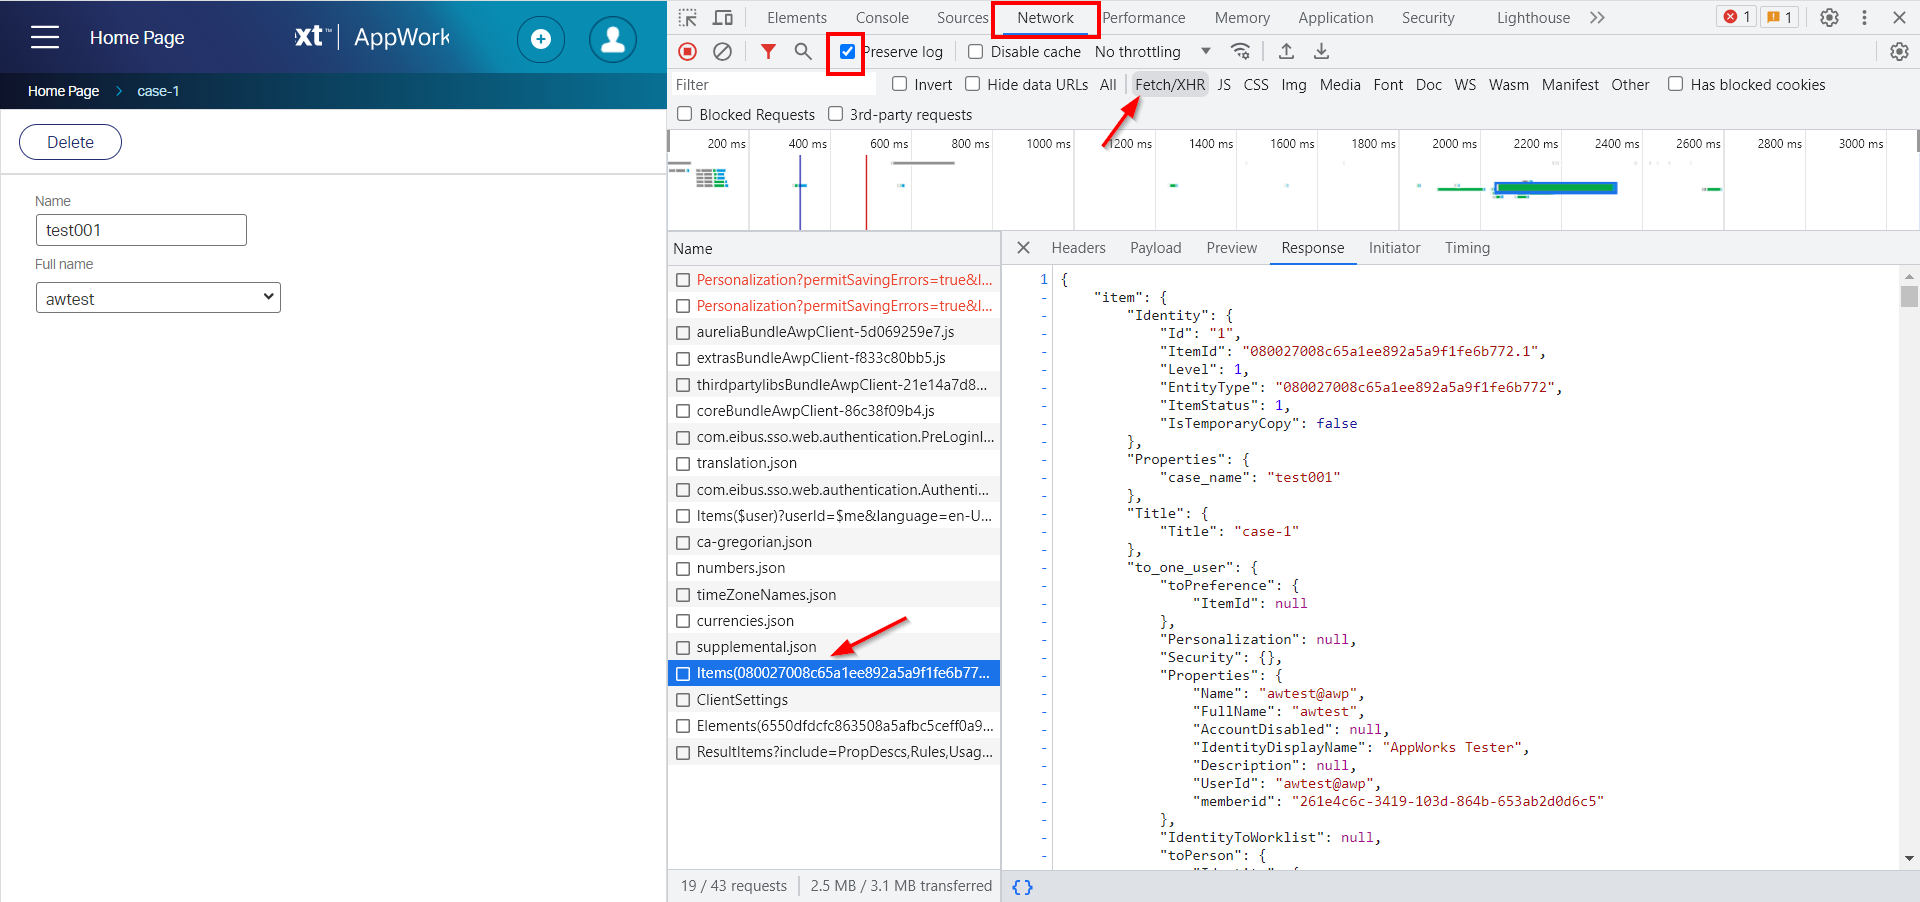 Home Page
xt™ | AppWork
Home Page > case-1
Delete
Name
test001
Full name
awtest
Elements Console Sources Network Performance Memory Application Security Lighthouse 1 1
Preserve log Disable cache No throttling
Filter Invert Hide data URLs All Fetch/XHR JS CSS Img Media Font Doc WS Wasm Manifest Other Has blocked cookies
Blocked Requests 3rd-party requests
200 ms 400 ms 600 ms 800 ms 1000 ms 1200 ms 1400 ms 1600 ms 1800 ms 2000 ms 2200 ms 2400 ms 2600 ms 2800 ms 3000 ms
Name
Personalization?permitSavingErrors=true&l...
Personalization?permitSavingErrors=true&l...
aureliaBundleAwpClient-5d069259e7.js
extrasBundleAwpClient-f833c80bb5.js
thirdpartylibsBundleAwpClient-21e14a7d8...
coreBundleAwpClient-86c38f09b4.js
com.eibus.sso.web.authentication.PreLoginI...
translation.json
com.eibus.sso.web.authentication.Authenti...
Items($user)?userId=$me&language=en-U...
ca-gregorian.json
numbers.json
timeZoneNames.json
currencies.json
supplemental.json
Items(080027008c65a1ee892a5a9f1fe6b77...
ClientSettings
Elements(6550dfdcfc863508a5afbc5ceff0a9...
ResultItems?include=PropDescs,Rules,Usag...
19 / 43 requests 2.5 MB / 3.1 MB transferred
Headers Payload Preview Response Initiator Timing
1 {
- "item": {
- "Identity": {
- "Id": "1",
- "ItemId": "080027008c65a1ee892a5a9f1fe6b772.1",
- "Level": 1,
- "EntityType": "080027008c65a1ee892a5a9f1fe6b772",
- "ItemStatus": 1,
- "IsTemporaryCopy": false
- },
- "Properties": {
- "case_name": "test001"
- },
- "Title": {
- "Title": "case-1"
- },
- "to_one_user": {
- "toPreference": {
- "ItemId": null
- },
- "Personalization": null,
- "Security": {},
- "Properties": {
- "Name": "awtest@awp",
- "FullName": "awtest",
- "AccountDisabled": null,
- "IdentityDisplayName": "AppWorks Tester",
- "Description": null,
- "UserId": "awtest@awp",
- "memberid": "261e4c6c-3419-103d-864b-653ab2d0d6c5"
- },
- "IdentityToWorklist": null,
- "toPerson": {
{}